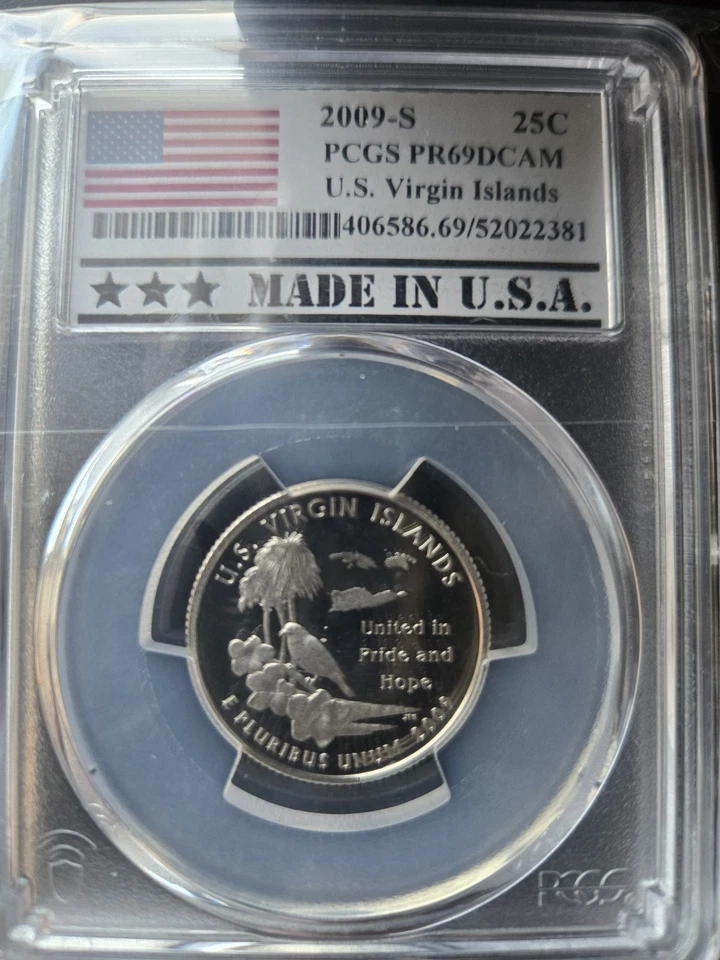 2009-S 25C
PCGS PR69DCAM
U.S. Virgin Islands
406586.69/52022381
MADE IN U.S.A.
U.S. VIRGIN ISLANDS
United in
Pride and
Hope
E PLURIBUS UNUM 2009
PCGS